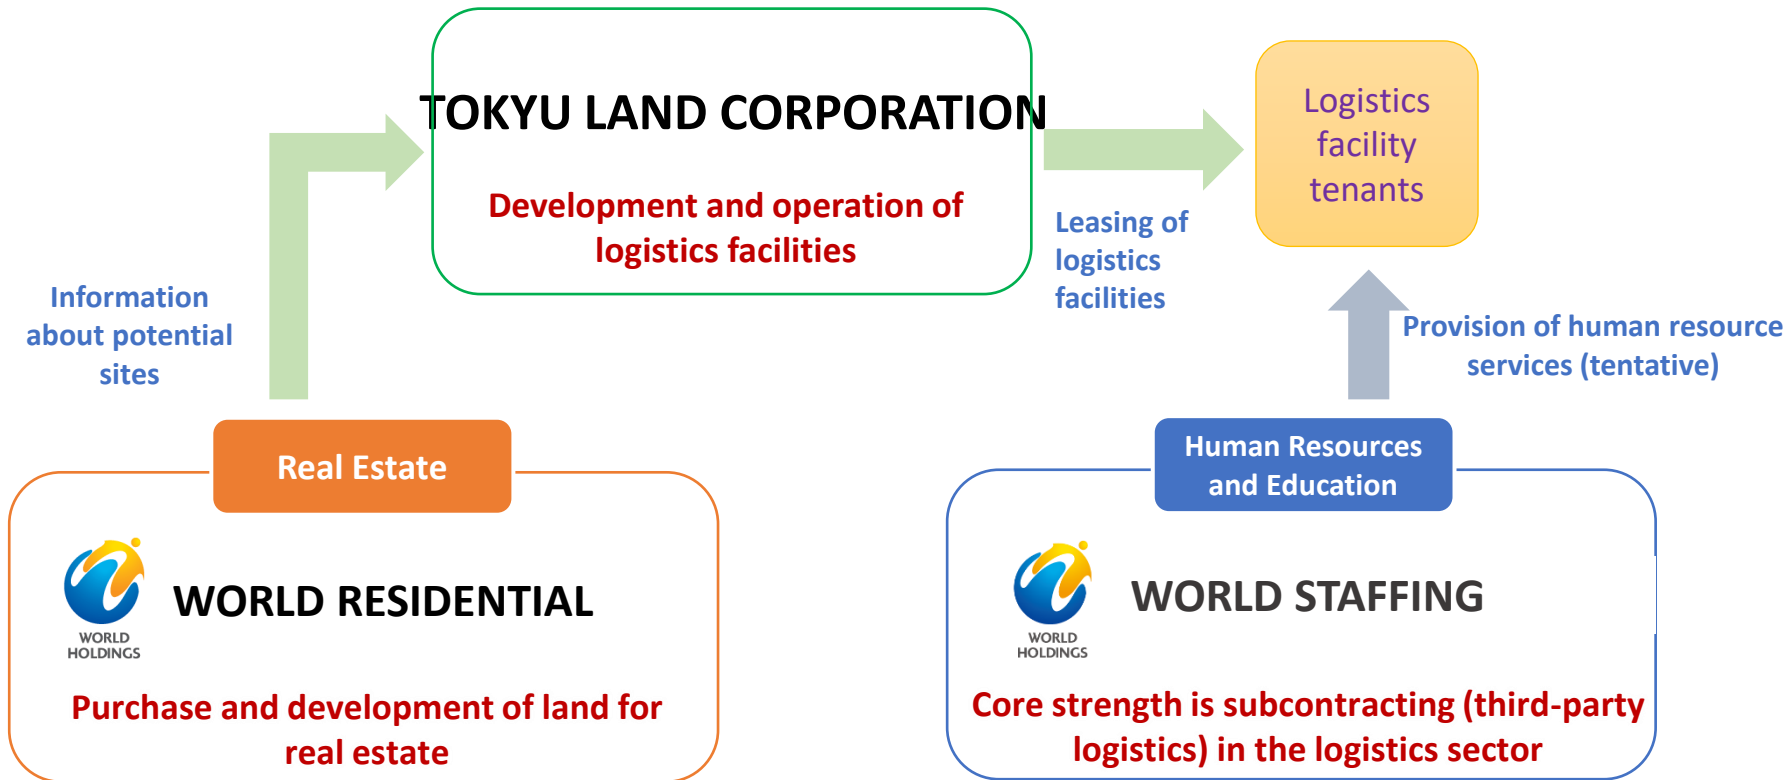 TOKYU LAND CORPORATION
Development and operation of
logistics facilities
Logistics
facility
tenants
Leasing of
logistics
facilities
Information
about potential
sites
Provision of human resource
services (tentative)
Real Estate
WORLD
HOLDINGS
WORLD RESIDENTIAL
Purchase and development of land for
real estate
Human Resources
and Education
WORLD
HOLDINGS
WORLD STAFFING
Core strength is subcontracting (third-party
logistics) in the logistics sector